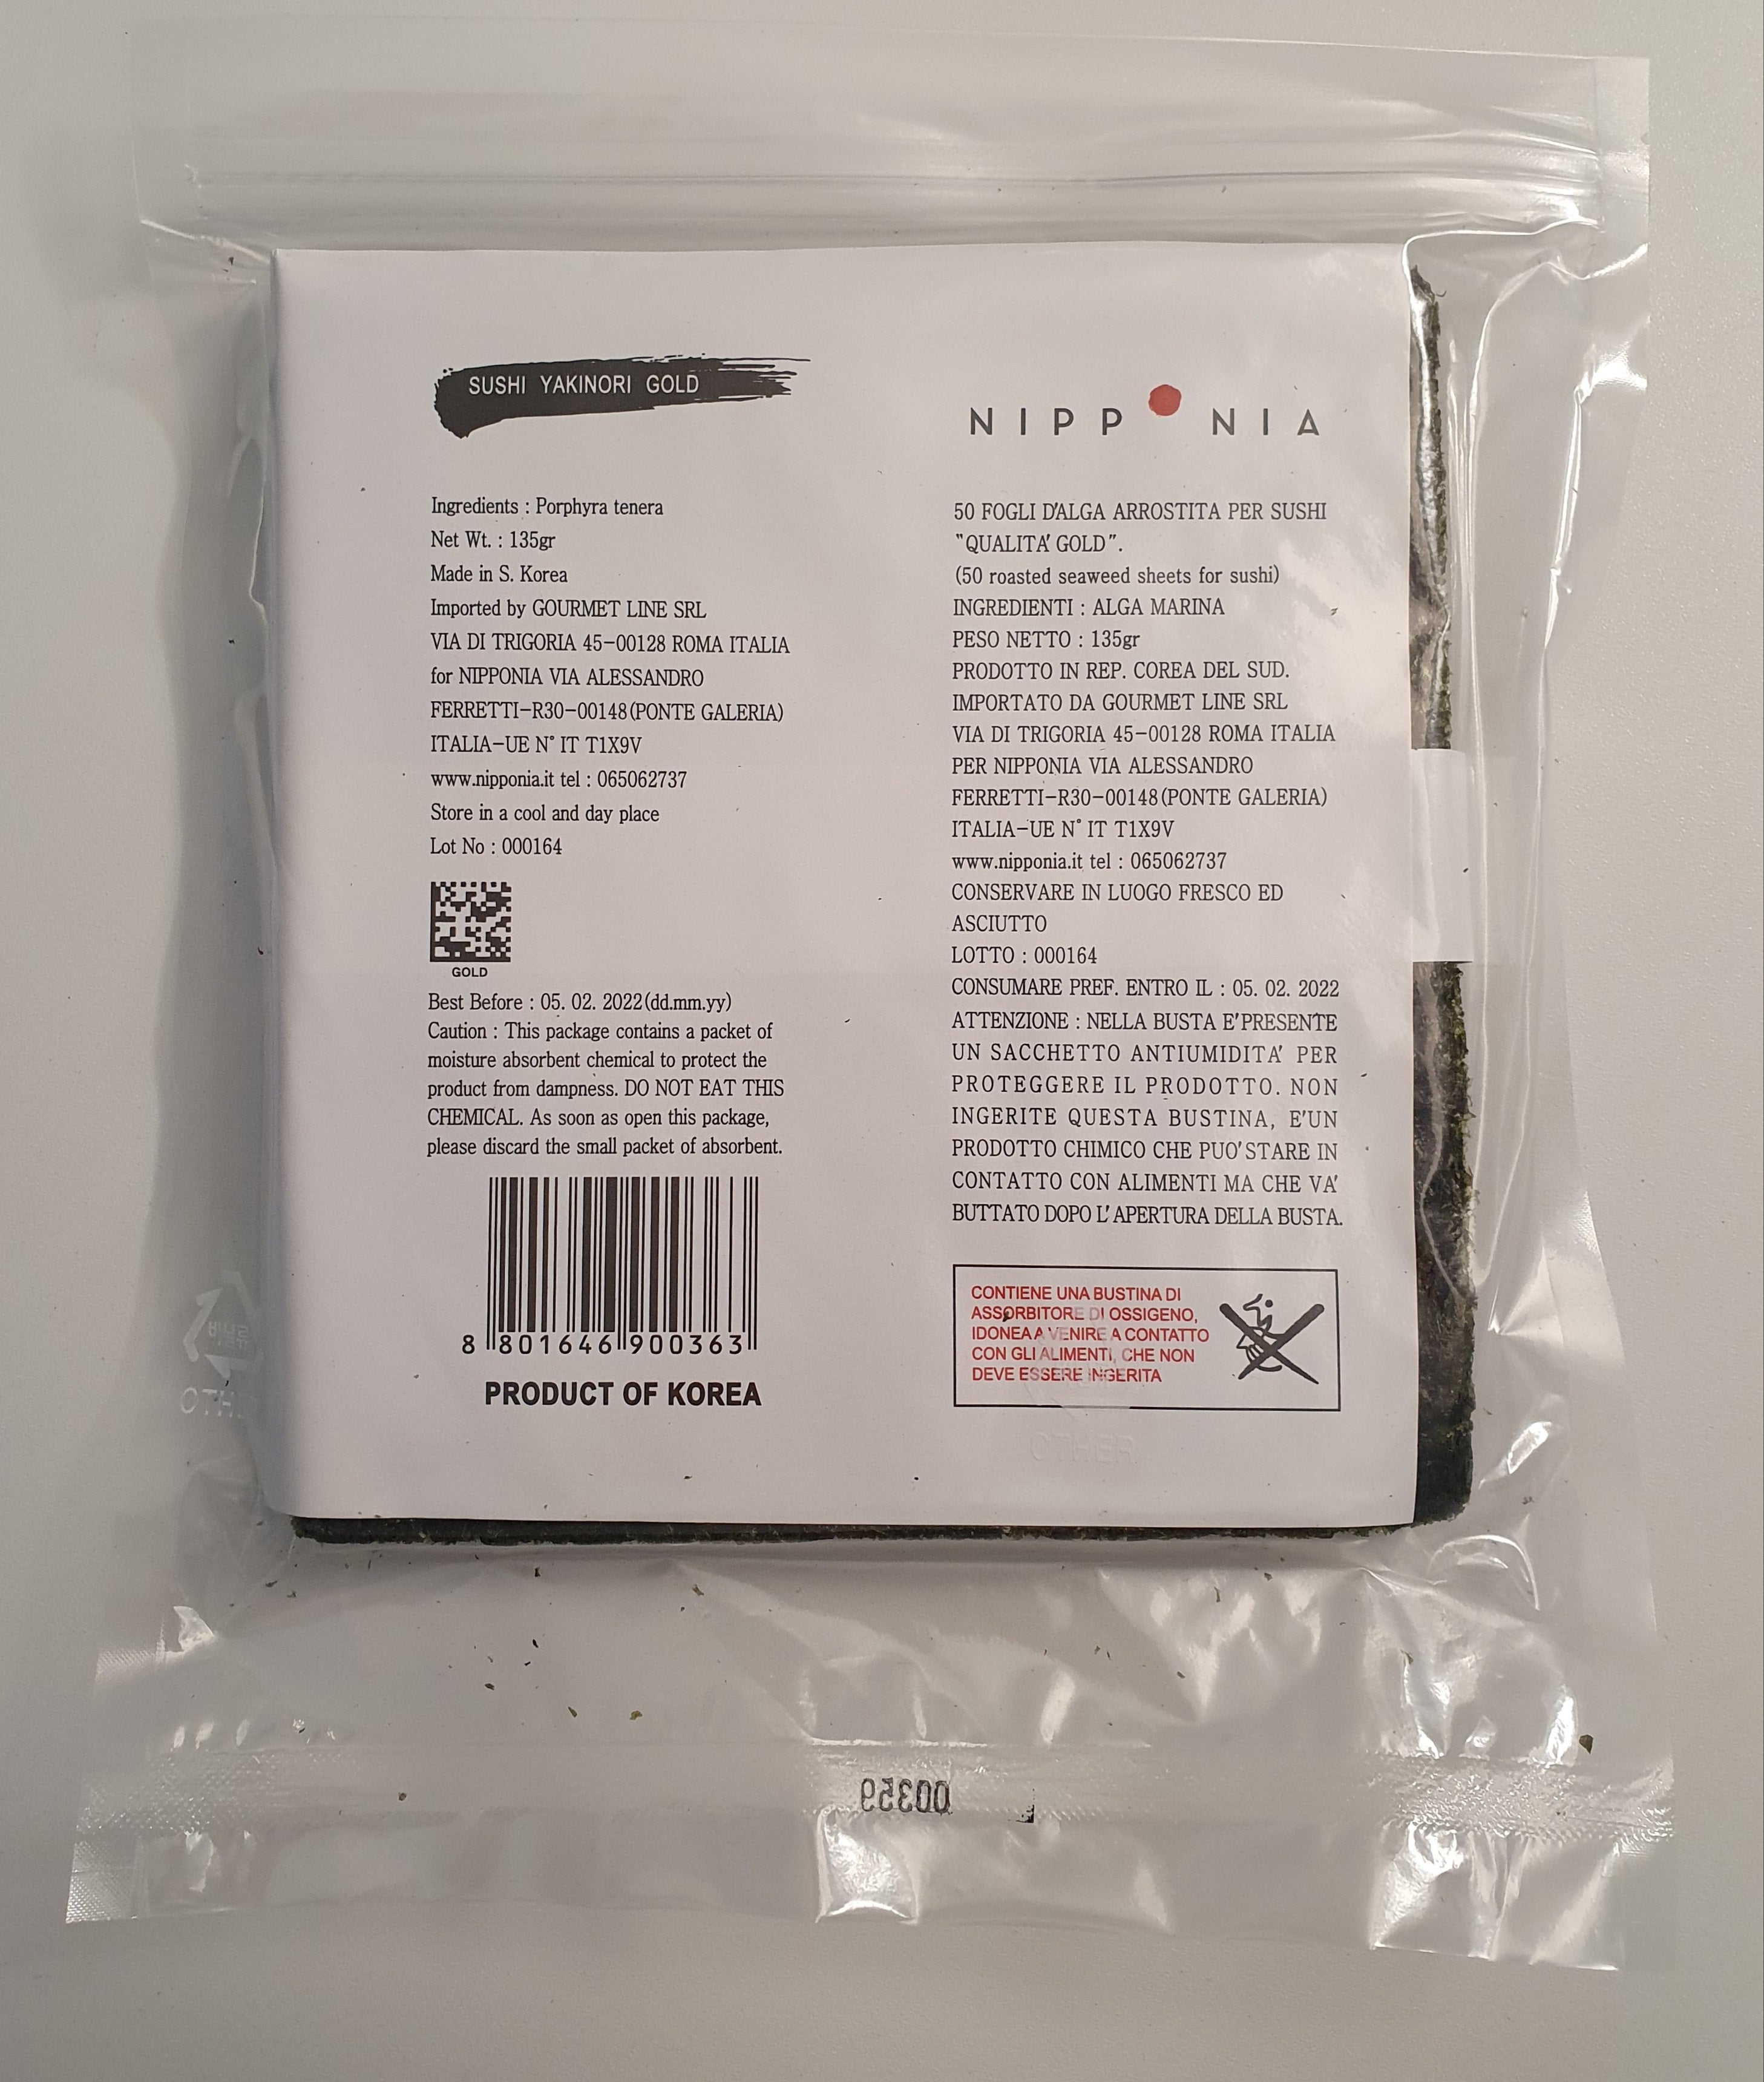 SUSHI YAKINORI GOLD
Ingredients : Porphyra tenera
Net Wt. : 135gr
Made in S. Korea
Imported by GOURMET LINE SRL
VIA DI TRIGORIA 45-00128 ROMA ITALIA
for NIPPONIA VIA ALESSANDRO
FERRETTI-R30-00148(PONTE GALERIA)
ITALIA-UE N° IT T1X9V
www.nipponia.it tel : 065062737
Store in a cool and day place
Lot No : 000164
GOLD
Best Before : 05. 02. 2022(dd.mm.yy)
Caution : This package contains a packet of
moisture absorbent chemical to protect the
product from dampness. DO NOT EAT THIS
CHEMICAL. As soon as open this package,
please discard the small packet of absorbent.
8 801646 900363
PRODUCT OF KOREA
NIPPONIA
50 FOGLI D'ALGA ARROSTITA PER SUSHI
"QUALITA' GOLD".
(50 roasted seaweed sheets for sushi)
INGREDIENTI : ALGA MARINA
PESO NETTO : 135gr
PRODOTTO IN REP. COREA DEL SUD.
IMPORTATO DA GOURMET LINE SRL
VIA DI TRIGORIA 45-00128 ROMA ITALIA
PER NIPPONIA VIA ALESSANDRO
FERRETTI-R30-00148(PONTE GALERIA)
ITALIA-UE N° IT T1X9V
www.nipponia.it tel : 065062737
CONSERVARE IN LUOGO FRESCO ED
ASCIUTTO
LOTTO : 000164
CONSUMARE PREF. ENTRO IL : 05. 02. 2022
ATTENZIONE : NELLA BUSTA E'PRESENTE
UN SACCHETTO ANTIUMIDITA' PER
PROTEGGERE IL PRODOTTO. NON
INGERITE QUESTA BUSTINA, E'UN
PRODOTTO CHIMICO CHE PUO'STARE IN
CONTATTO CON ALIMENTI MA CHE VA'
BUTTATO DOPO L'APERTURA DELLA BUSTA.
CONTIENE UNA BUSTINA DI
ASSORBITORE DI OSSIGENO,
IDONEA A VENIRE A CONTATTO
CON GLI ALIMENTI, CHE NON
DEVE ESSERE INGERITA
비닐류
OTHER
00359